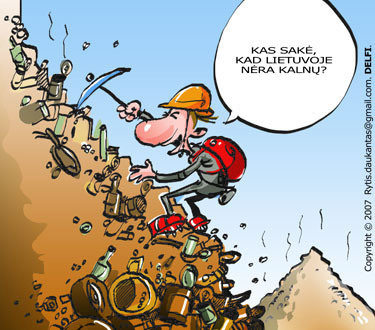 KAS SAKĖ,
KAD LIETUVOJE
NĖRA KALNŲ?
Copyright © 2007 Rytis.daukantas@gmail.com. DELFI.